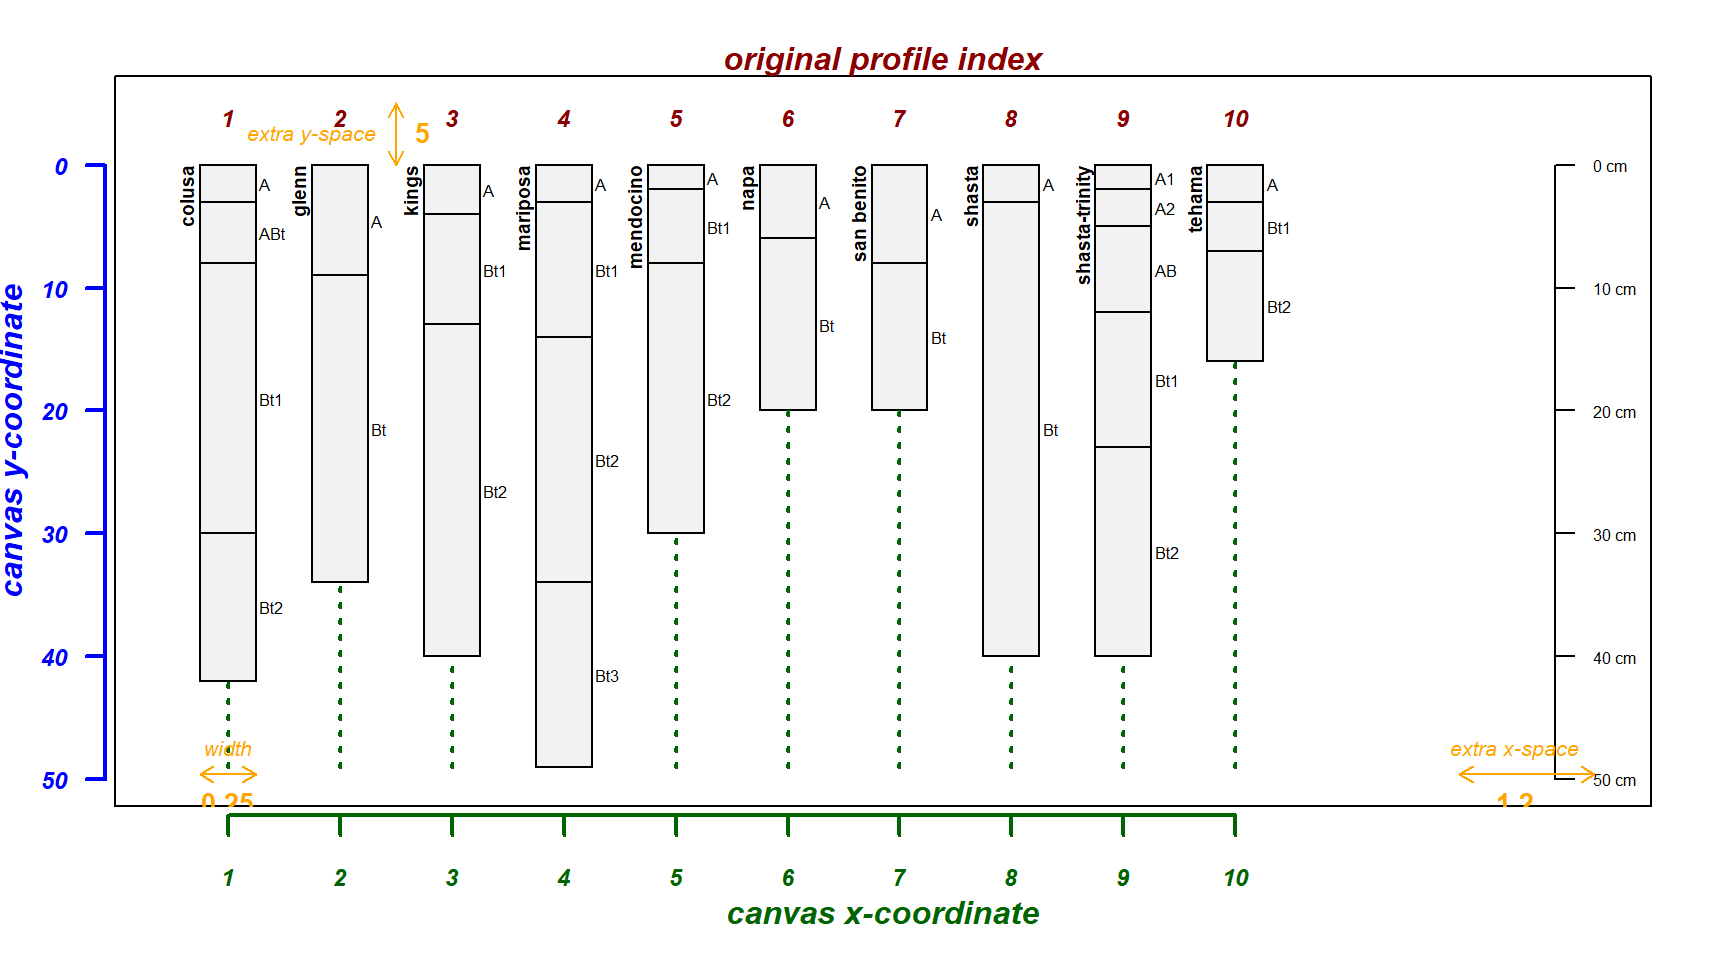 original profile index
1 2 3 4 5 6 7 8 9 10
extra y-space 5
canvas y-coordinate
0
10
20
30
40
50
colusa
A
ABt
Bt1
Bt2
glenn
A
Bt
kings
A
Bt1
Bt2
mariposa
A
Bt1
Bt2
Bt3
mendocino
A
Bt1
Bt2
napa
A
Bt
san benito
A
Bt
shasta
A
Bt
shasta-trinity
A1
A2
AB
Bt1
Bt2
tehama
A
Bt1
Bt2
0 cm
10 cm
20 cm
30 cm
40 cm
50 cm
width
0.25
extra x-space
1.2
1 2 3 4 5 6 7 8 9 10
canvas x-coordinate